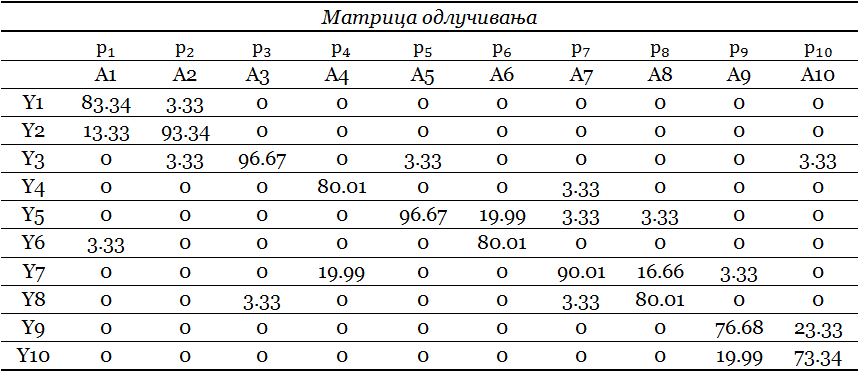 Матрица одлучивања
p1 p2 p3 p4 p5 p6 p7 p8 p9 p10
A1 A2 A3 A4 A5 A6 A7 A8 A9 A10
Y1 83.34 3.33 0 0 0 0 0 0 0 0
Y2 13.33 93.34 0 0 0 0 0 0 0 0
Y3 0 3.33 96.67 0 3.33 0 0 0 0 3.33
Y4 0 0 0 80.01 0 0 3.33 0 0 0
Y5 0 0 0 0 96.67 19.99 3.33 3.33 0 0
Y6 3.33 0 0 0 0 80.01 0 0 0 0
Y7 0 0 0 19.99 0 0 90.01 16.66 3.33 0
Y8 0 0 3.33 0 0 0 3.33 80.01 0 0
Y9 0 0 0 0 0 0 0 0 76.68 23.33
Y10 0 0 0 0 0 0 0 0 19.99 73.34